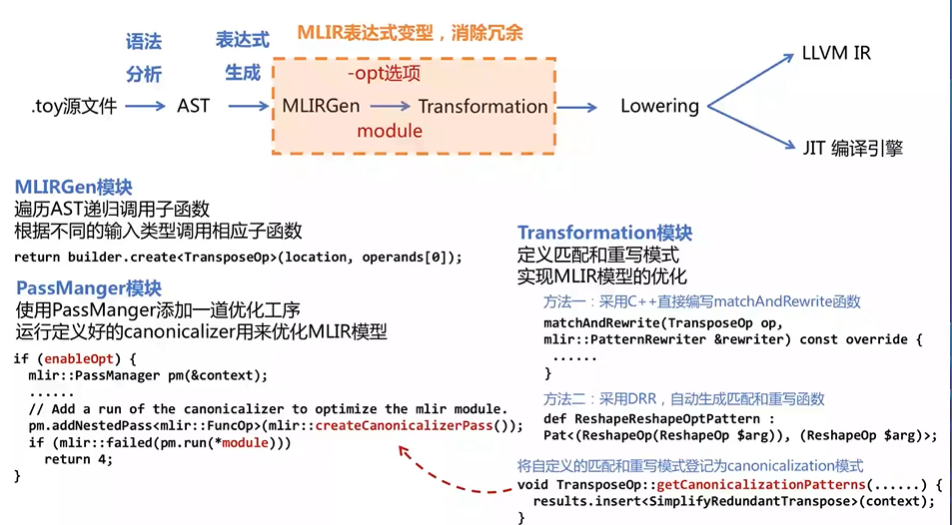 MLIR表达式变型，消除冗余
语法
分析
表达式
生成
-opt选项
.toy源文件
AST
MLIRGen
Transformation
module
Lowering
LLVM IR
JIT 编译引擎
MLIRGen模块
遍历AST递归调用子函数
根据不同的输入类型调用相应子函数
return builder.create<TransposeOp>(location, operands[0]);
PassManger模块
使用PassManger添加一道优化工序
运行定义好的canonicalizer用来优化MLIR模型
if (enableOpt) {
  mlir::PassManager pm(&context);
  ......
  // Add a run of the canonicalizer to optimize the mlir module.
  pm.addNestedPass<mlir::FuncOp>(mlir::createCanonicalizerPass());
  if (mlir::failed(pm.run(*module)))
    return 4;
}
Transformation模块
定义匹配和重写模式
实现MLIR模型的优化
方法一：采用C++直接编写matchAndRewrite函数
matchAndRewrite(TransposeOp op,
mlir::PatternRewriter &rewriter) const override {
 ......
}
方法二：采用DRR，自动生成匹配和重写函数
def ReshapeReshapeOptPattern :
Pat<(ReshapeOp(ReshapeOp $arg)), (ReshapeOp $arg)>;
将自定义的匹配和重写模式登记为canonicalization模式
void TransposeOp::getCanonicalizationPatterns(......) {
  results.insert<SimplifyRedundantTranspose>(context);
}